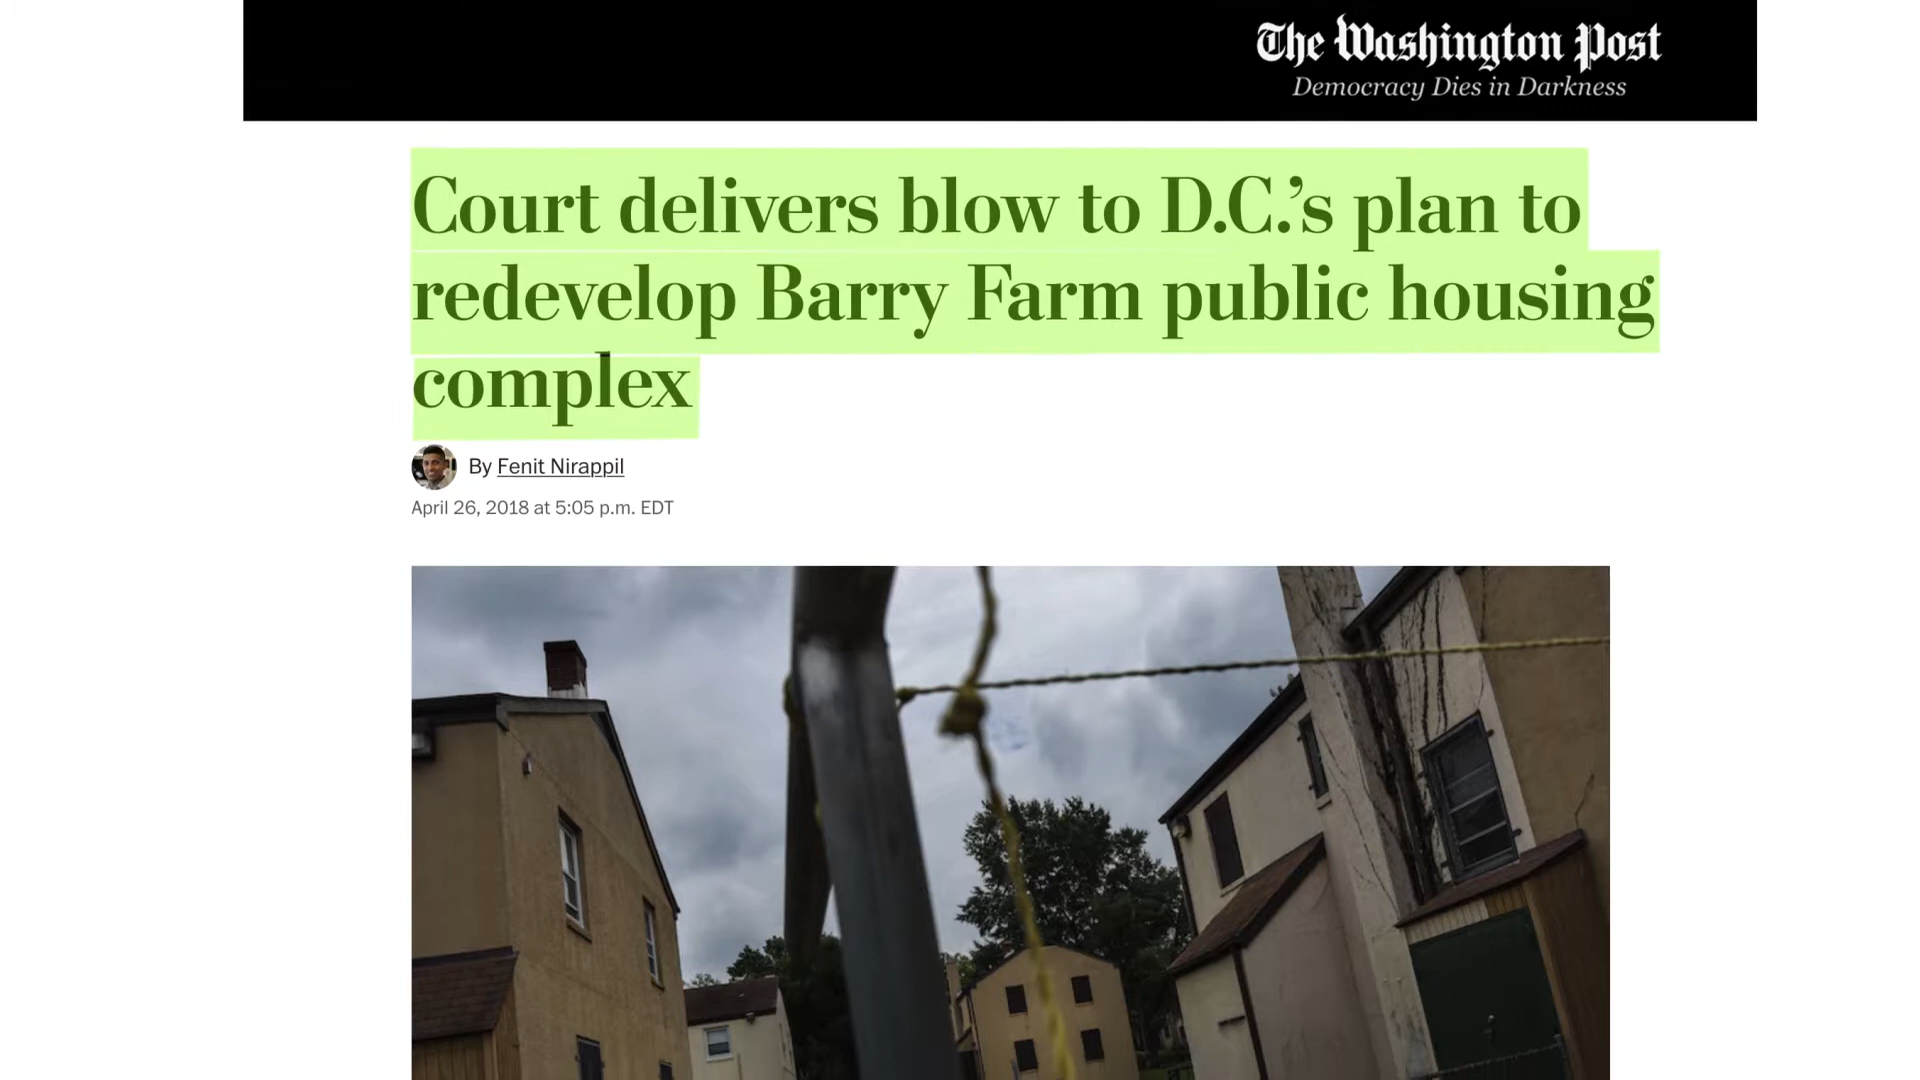 The Washington Post
Democracy Dies in Darkness
Court delivers blow to D.C.’s plan to
redevelop Barry Farm public housing
complex
By Fenit Nirappil
April 26, 2018 at 5:05 p.m. EDT